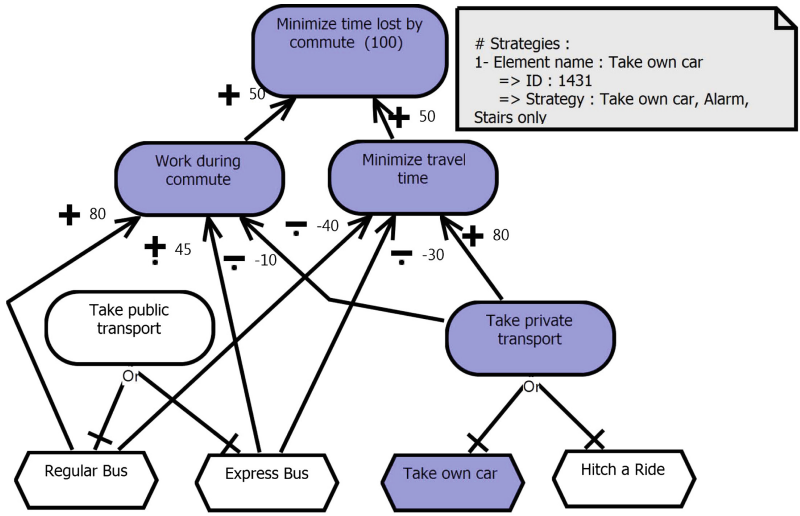 Minimize time lost by
commute (100)
# Strategies :
1- Element name : Take own car
=> ID : 1431
=> Strategy : Take own car, Alarm,
Stairs only
50
50
Work during
commute
Minimize travel
time
80
45
-10
-40
-30
80
Take public
transport
Take private
transport
Or
Or
Regular Bus
Express Bus
Take own car
Hitch a Ride